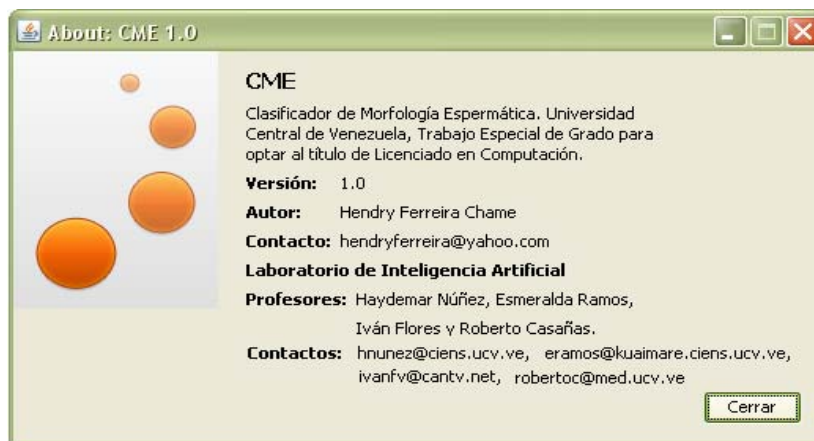 About: CME 1.0
CME
Clasificador de Morfología Espermática. Universidad
Central de Venezuela, Trabajo Especial de Grado para
optar al título de Licenciado en Computación.
Versión: 1.0
Autor: Hendry Ferreira Chame
Contacto: hendryferreira@yahoo.com
Laboratorio de Inteligencia Artificial
Profesores: Haydemar Núñez, Esmeralda Ramos,
Iván Flores y Roberto Casañas.
Contactos: hnunez@ciens.ucv.ve, eramos@kuaimare.ciens.ucv.ve,
ivanfv@cantv.net, robertoc@med.ucv.ve
Cerrar